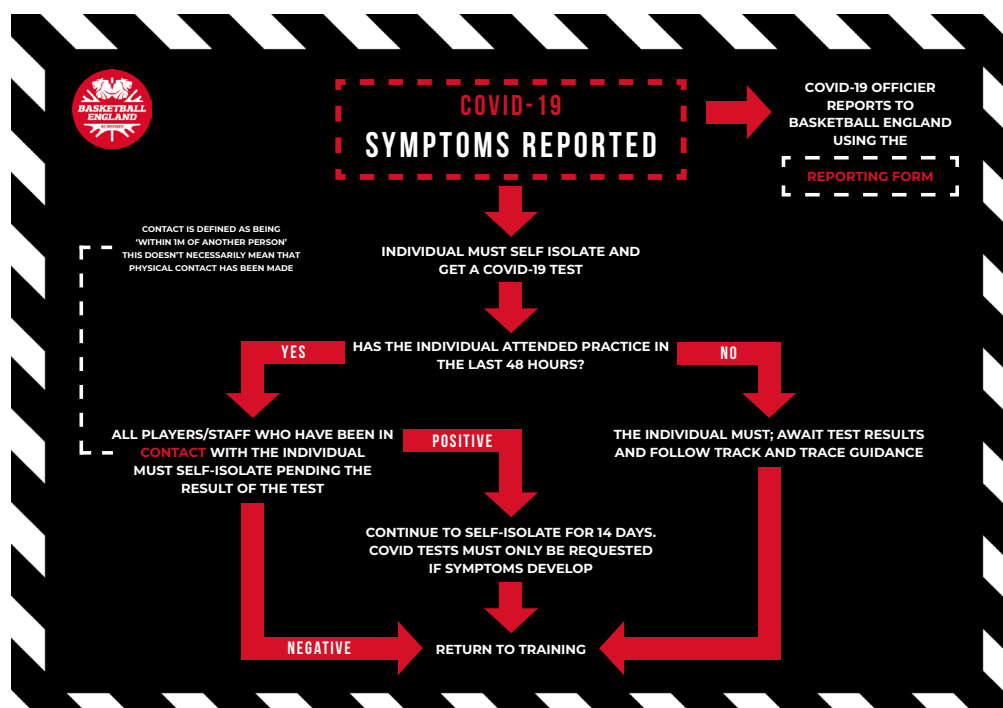 BASKETBALL
ENGLAND
COVID-19
SYMPTOMS REPORTED
COVID-19 OFFICER
REPORTS TO
BASKETBALL ENGLAND
USING THE
REPORTING FORM
CONTACT IS DEFINED AS BEING
‘WITHIN 1M OF ANOTHER PERSON’
THIS DOESN'T NECESSARILY MEAN THAT
PHYSICAL CONTACT HAS BEEN MADE
INDIVIDUAL MUST SELF ISOLATE AND
GET A COVID-19 TEST
HAS THE INDIVIDUAL ATTENDED PRACTICE IN
THE LAST 48 HOURS?
YES
NO
ALL PLAYERS/STAFF WHO HAVE BEEN IN
CONTACT WITH THE INDIVIDUAL
MUST SELF-ISOLATE PENDING THE
RESULT OF THE TEST
POSITIVE
THE INDIVIDUAL MUST; AWAIT TEST RESULTS
AND FOLLOW TRACK AND TRACE GUIDANCE
CONTINUE TO SELF-ISOLATE FOR 14 DAYS.
COVID TESTS MUST ONLY BE REQUESTED
IF SYMPTOMS DEVELOP
NEGATIVE
RETURN TO TRAINING